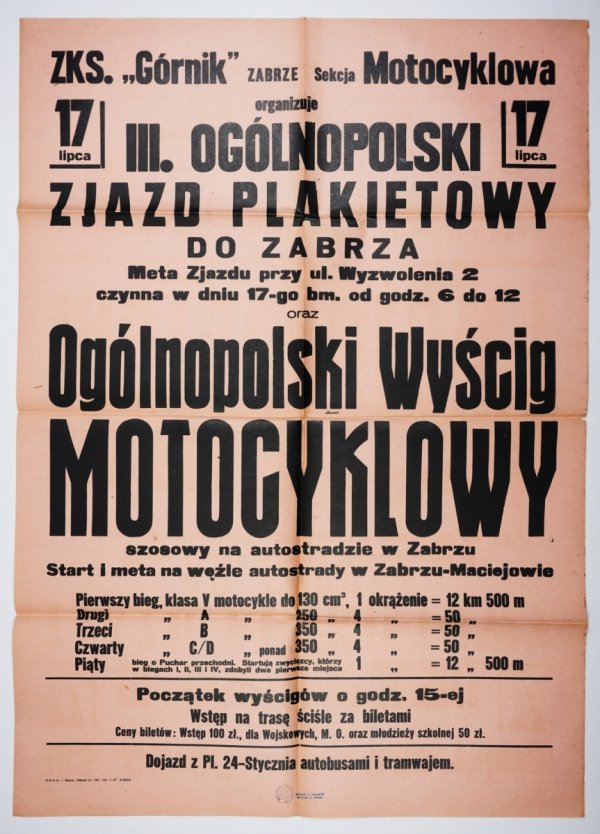 ZKS. „Górnik” ZABRZE Sekcja Motocyklowa
organizuje
17 lipca
17 lipca
III. OGÓLNOPOLSKI
ZJAZD PLAKIETOWY
DO ZABRZA
Meta Zjazdu przy ul. Wyzwolenia 2
czynna w dniu 17-go bm. od godz. 6 do 12
oraz
Ogólnopolski Wyścig
MOTOCYKLOWY
szosowy na autostradzie w Zabrzu
Start i meta na węźle autostrady w Zabrzu-Maciejowie
Pierwszy bieg, klasa V motocykle do 130 cm³, 1 okrążenie = 12 km 500 m
Drugi „ A „ 250 „ 4 „ = 50 „
Trzeci „ B „ 350 „ 4 „ = 50 „
Czwarty „ C/D „ ponad 350 „ 4 „ = 50 „
Piąty bieg o Puchar przechodni. Startują zwycięzcy, którzy 1 „ = 12 „ 500 m
w biegach I, II, III i IV, zdobyli dwa pierwsze miejsca
Początek wyścigów o godz. 15-ej
Wstęp na trasę ściśle za biletami
Ceny biletów: Wstęp 100 zł., dla Wojskowych, M. O. oraz młodzieży szkolnej 50 zł.
Dojazd z Pl. 24-Stycznia autobusami i tramwajem.